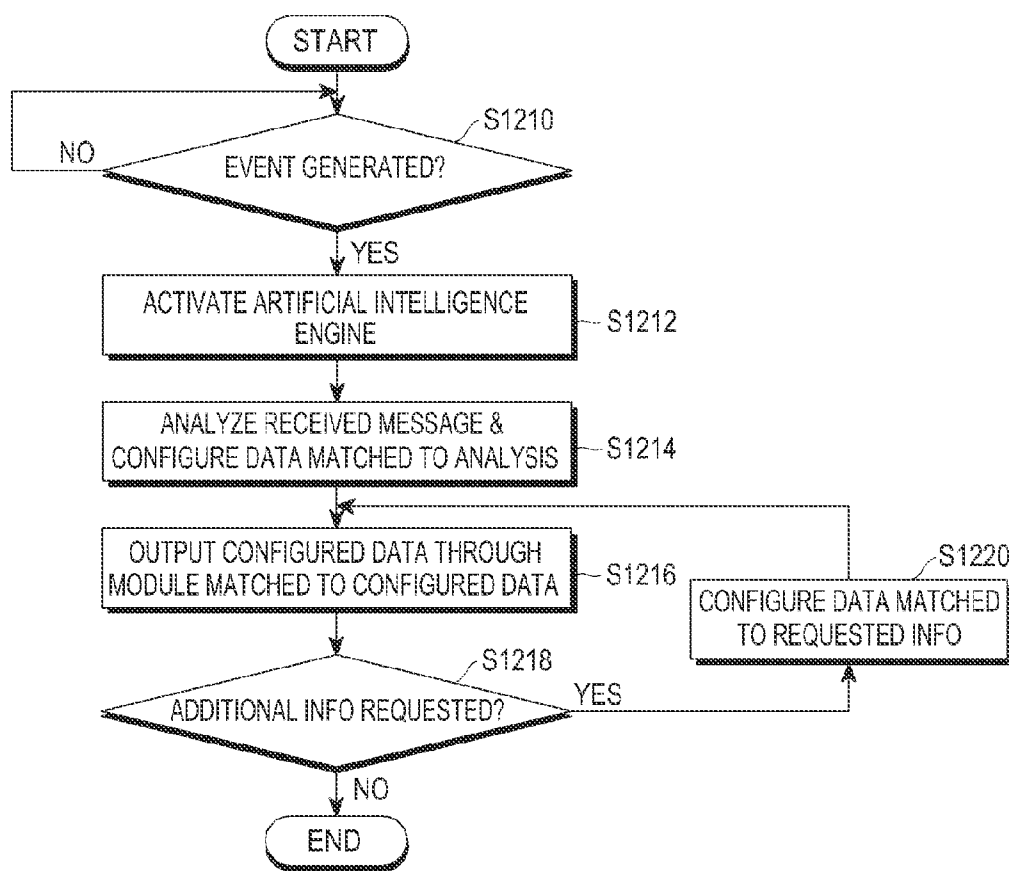 START
S1210
NO
EVENT GENERATED?
YES
ACTIVATE ARTIFICIAL INTELLIGENCE
ENGINE
S1212
ANALYZE RECEIVED MESSAGE &
CONFIGURE DATA MATCHED TO ANALYSIS
S1214
OUTPUT CONFIGURED DATA THROUGH
MODULE MATCHED TO CONFIGURED DATA
S1216
S1220
CONFIGURE DATA MATCHED
TO REQUESTED INFO
S1218
ADDITIONAL INFO REQUESTED?
YES
NO
END